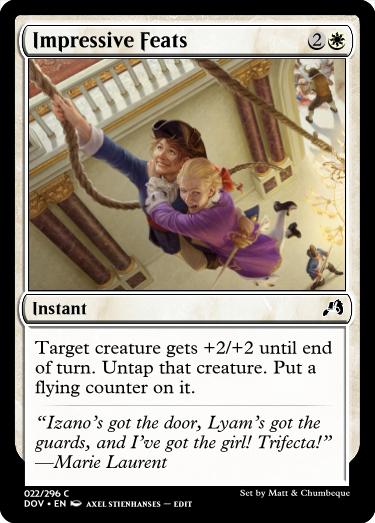 Impressive Feats 2
Instant
Target creature gets +2/+2 until end
of turn. Untap that creature. Put a
flying counter on it.
“Izano’s got the door, Lyam’s got the
guards, and I’ve got the girl! Trifecta!”
—Marie Laurent
022/296 C
DOV • EN AXEL STIENHANSES — EDIT
Set by Matt & Chumbeque